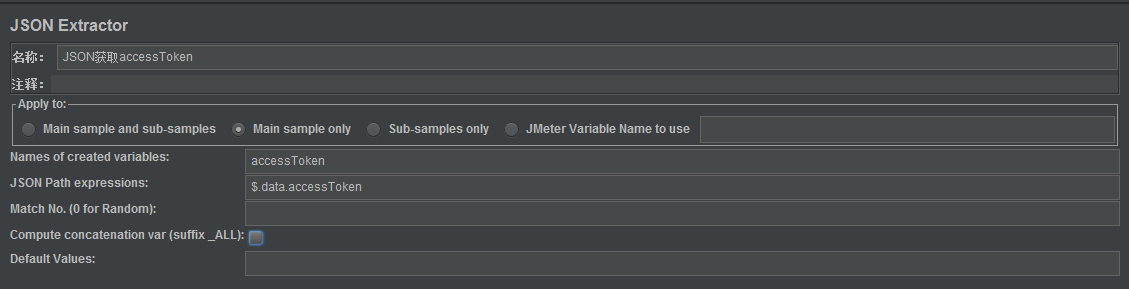 JSON Extractor
名称： JSON获取accessToken
注释：
Apply to:
Main sample and sub-samples Main sample only Sub-samples only JMeter Variable Name to use
Names of created variables: accessToken
JSON Path expressions: $.data.accessToken
Match No. (0 for Random):
Compute concatenation var (suffix _ALL):
Default Values: